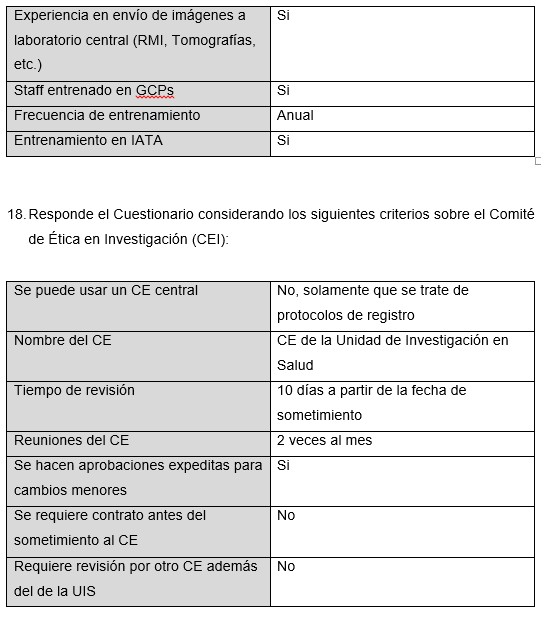 Experiencia en envío de imágenes a
laboratorio central (RMI, Tomografías,
etc.)
Si
Staff entrenado en GCPs
Si
Frecuencia de entrenamiento
Anual
Entrenamiento en IATA
Si
18. Responde el Cuestionario considerando los siguientes criterios sobre el Comité
de Ética en Investigación (CEI):
Se puede usar un CE central
No, solamente que se trate de
protocolos de registro
Nombre del CE
CE de la Unidad de Investigación en
Salud
Tiempo de revisión
10 días a partir de la fecha de
sometimiento
Reuniones del CE
2 veces al mes
Se hacen aprobaciones expeditas para
cambios menores
Si
Se requiere contrato antes del
sometimiento al CE
No
Requiere revisión por otro CE además
del de la UIS
No